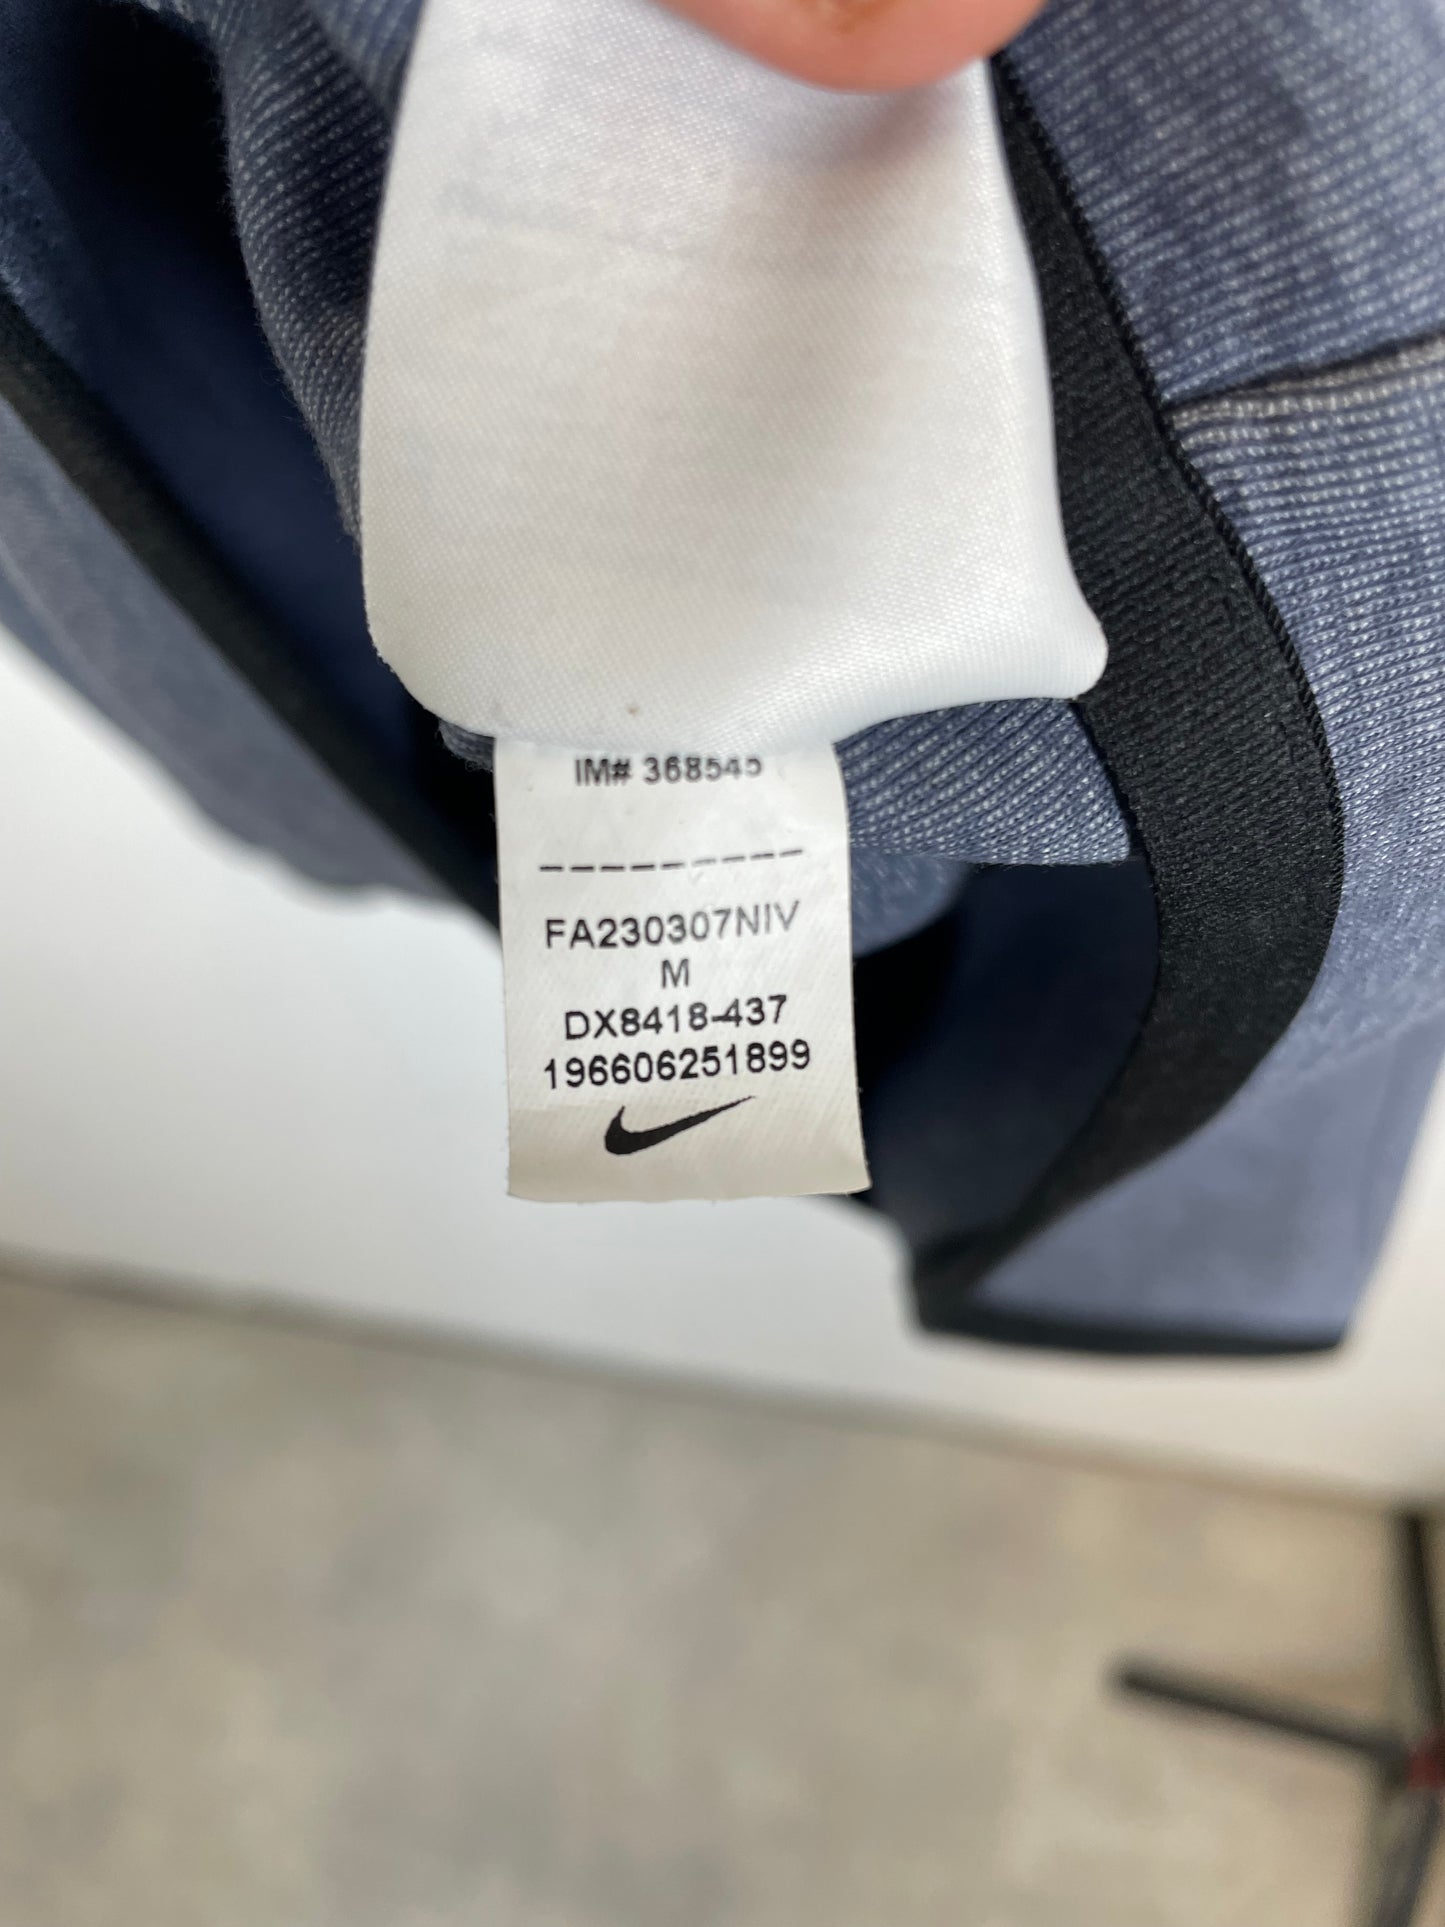 IM# 368545
---------
FA230307NIV
M
DX8418-437
196606251899